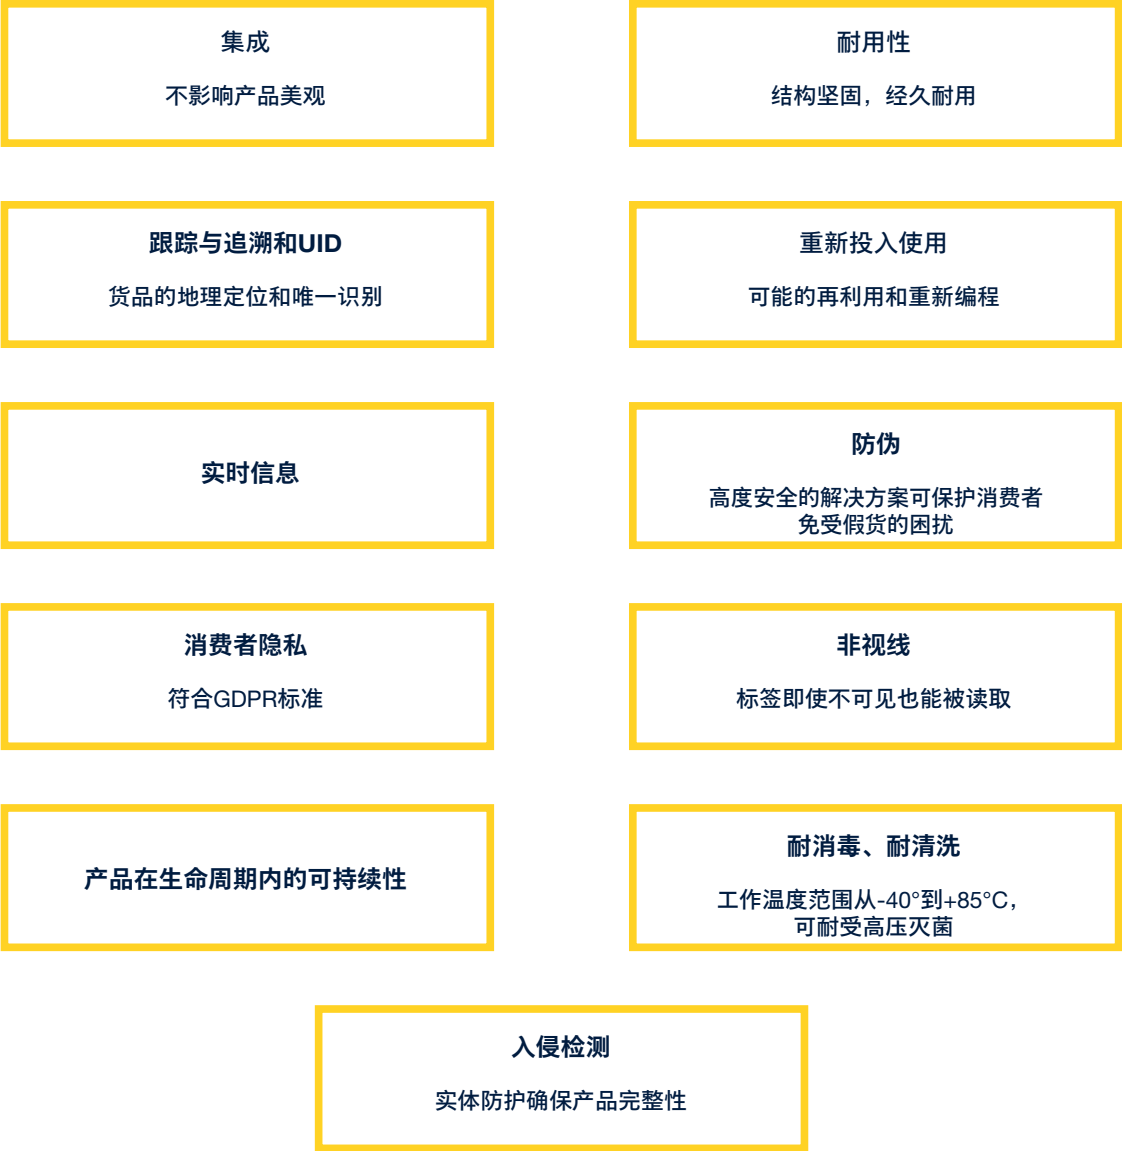 集成
不影响产品美观
耐用性
结构坚固，经久耐用
跟踪与追溯和UID
货品的地理定位和唯一识别
重新投入使用
可能的再利用和重新编程
实时信息
防伪
高度安全的解决方案可保护消费者
免受假货的困扰
消费者隐私
符合GDPR标准
非视线
标签即使不可见也能被读取
产品在生命周期内的可持续性
耐消毒、耐清洗
工作温度范围从-40°到+85°C，
可耐受高压灭菌
入侵检测
实体防护确保产品完整性